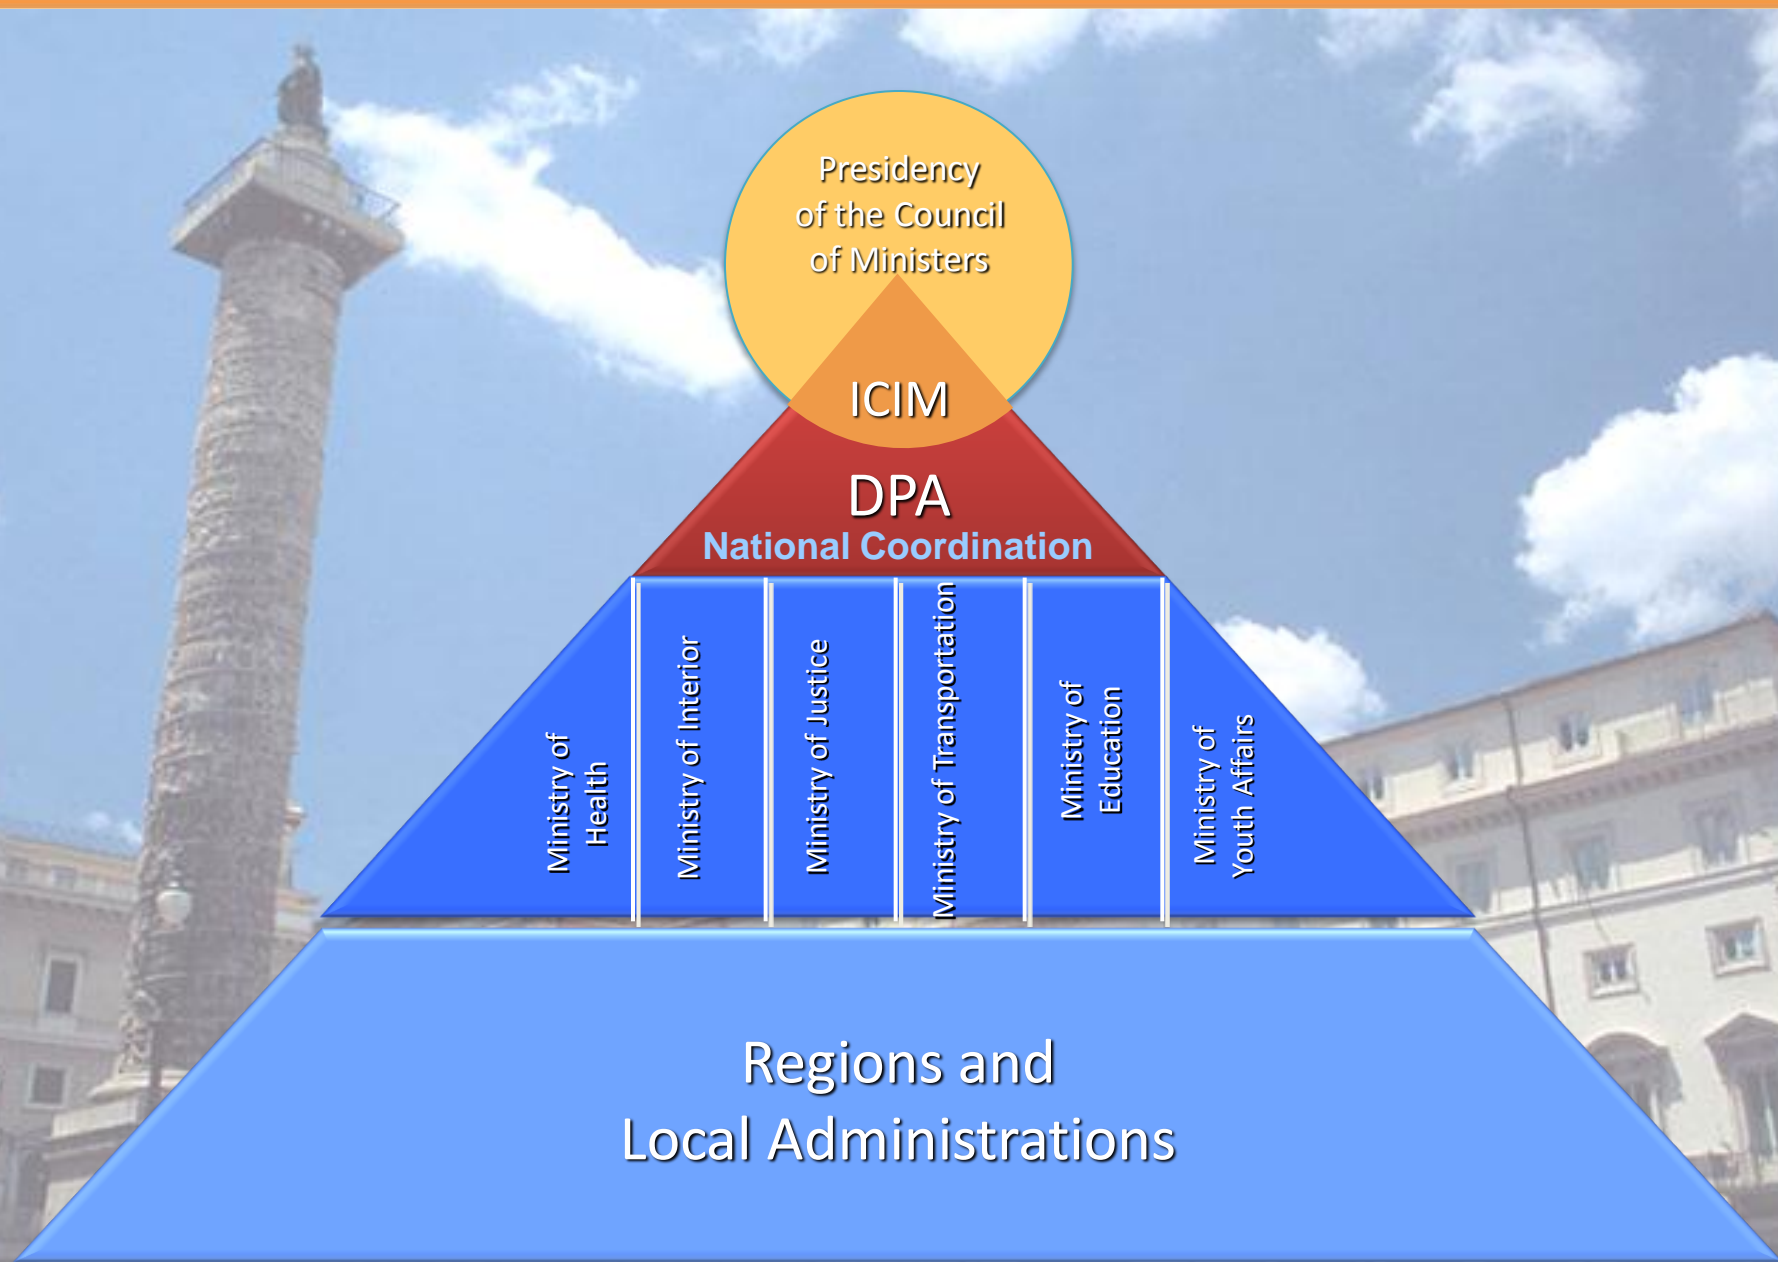 Presidency
of the Council
of Ministers
ICIM
DPA
National Coordination
Ministry of
Health
Ministry of Interior
Ministry of Justice
Ministry of Transportation
Ministry of
Education
Ministry of
Youth Affairs
Regions and
Local Administrations